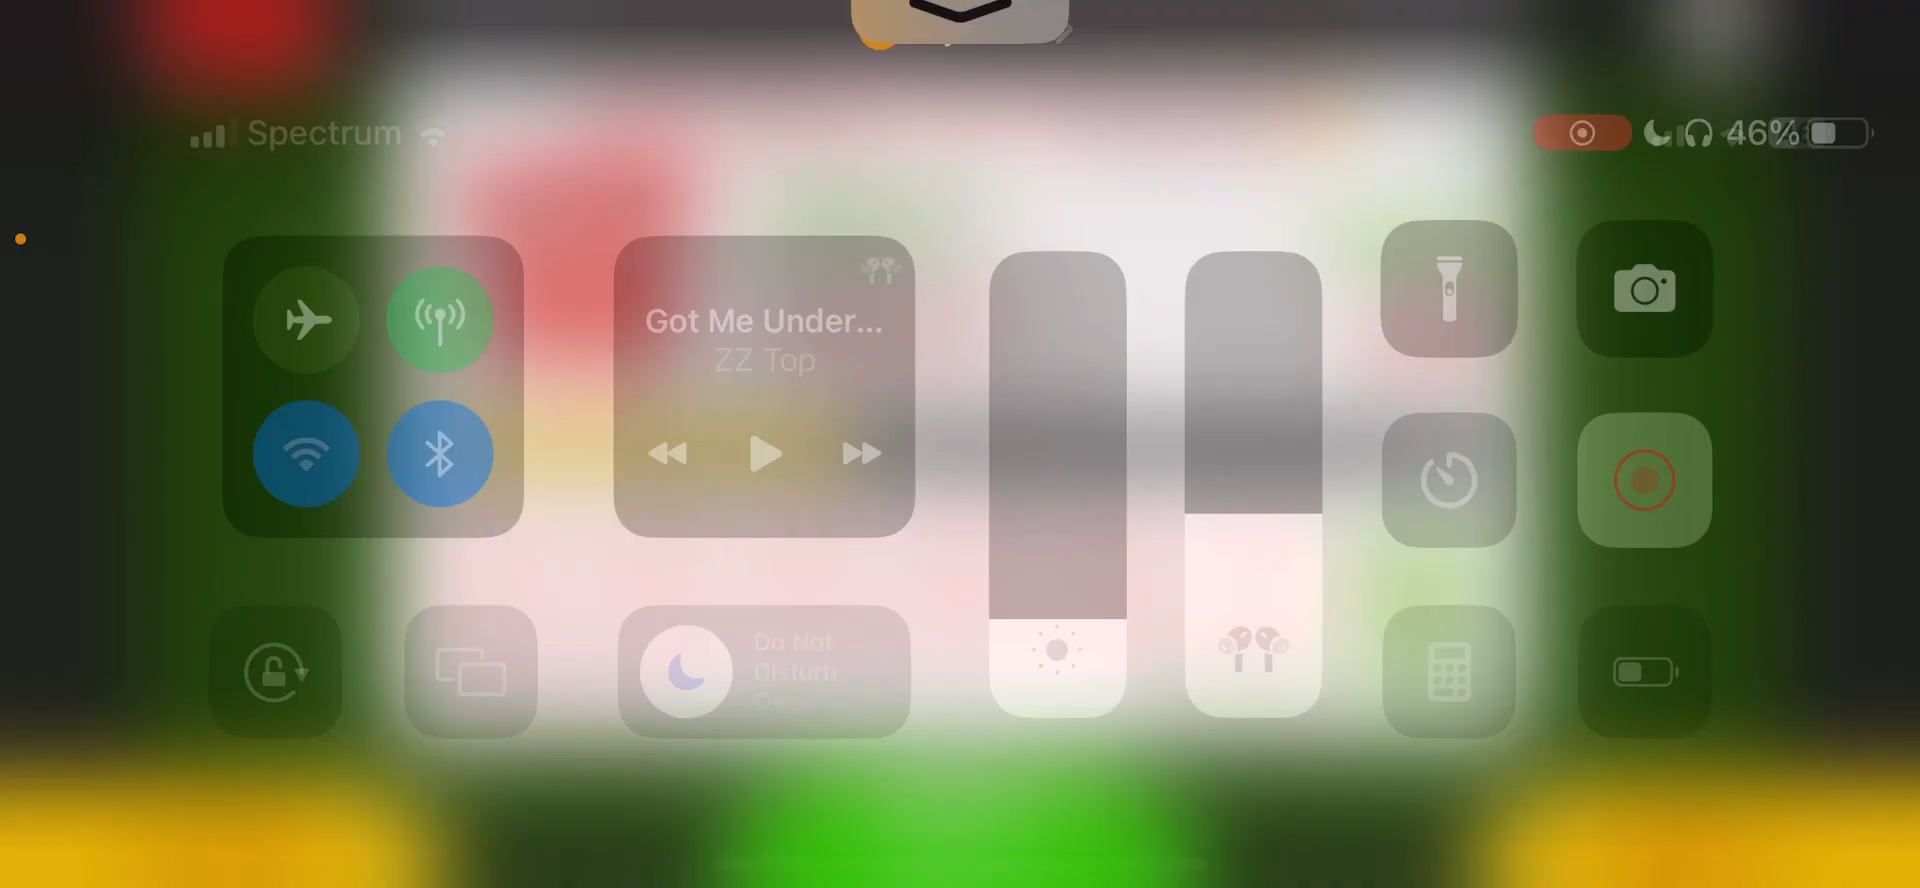 Spectrum
46%
Got Me Under...
ZZ Top
Do Not
Disturb